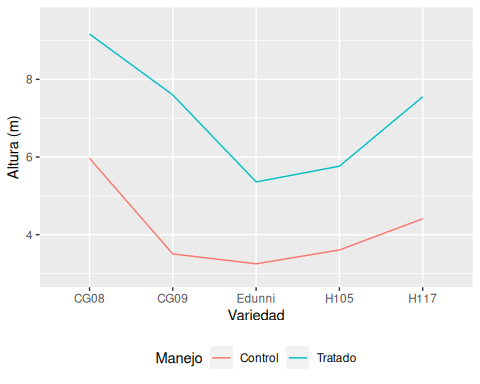 8
6
4
Altura (m)
CG08 CG09 Edunni H105 H117
Variedad
Manejo Control Tratado